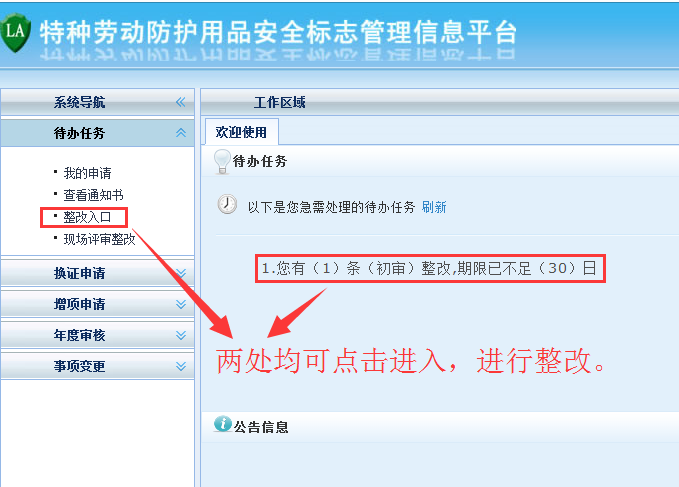 LA
特种劳动防护用品安全标志管理信息平台
系统导航
待办任务
我的申请
查看通知书
整改入口
现场评审整改
换证申请
增项申请
年度审核
事项变更
工作区域
欢迎使用
待办任务
以下是您急需处理的待办任务 刷新
1.您有（1）条（初审）整改,期限已不足（30）日
两处均可点击进入，进行整改。
公告信息